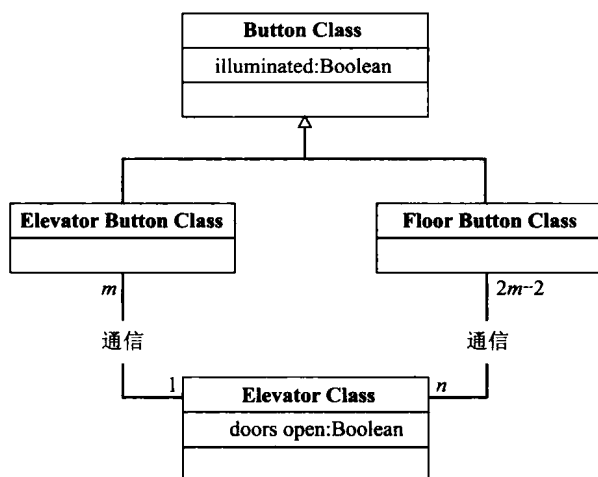 Button Class
illuminated:Boolean
Elevator Button Class
Floor Button Class
m
2m-2
通信
通信
1
n
Elevator Class
doors open:Boolean